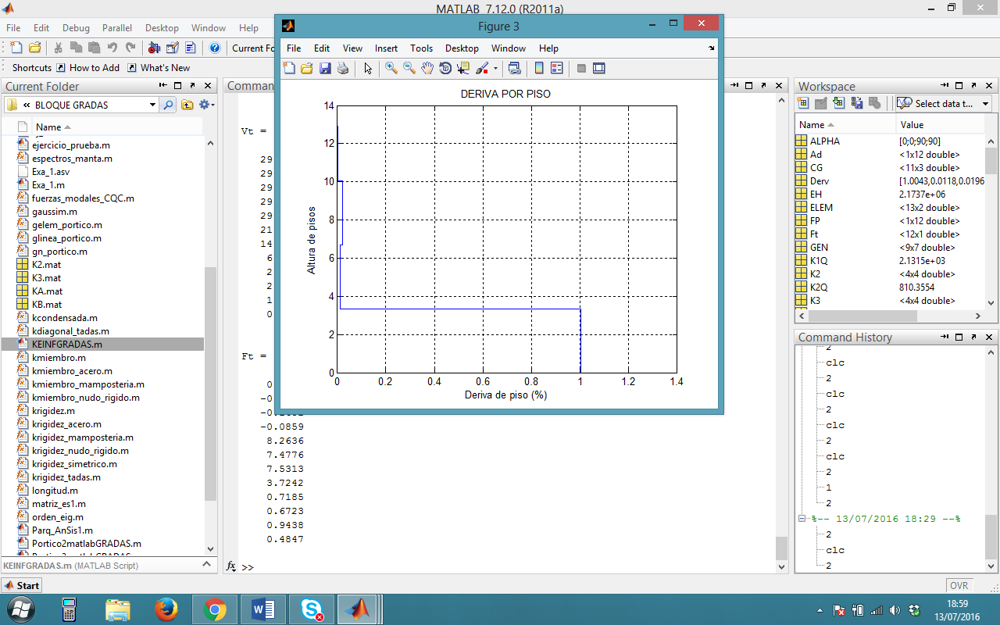 MATLAB 7.12.0 (R2011a)
File Edit Debug Parallel Desktop Window Help
Current Fo
Shortcuts How to Add What's New
Current Folder
« BLOQUE GRADAS
Name
ejercicio_prueba.m
espectros_manta.m
Exa_1.asv
Exa_1.m
fuerzas_modales_CQC.m
gaussim.m
gelem_portico.m
glinea_portico.m
gn_portico.m
K2.mat
K3.mat
KA.mat
KB.mat
kcondensada.m
kdiagonal_tadas.m
KEINFGRADAS.m
kmiembro.m
kmiembro_acero.m
kmiembro_mamposteria.m
kmiembro_nudo_rigido.m
krigidez.m
krigidez_acero.m
krigidez_mamposteria.m
krigidez_nudo_rigido.m
krigidez_simetrico.m
krigidez_tadas.m
longitud.m
matriz_es1.m
orden_eig.m
Parq_AnSis1.m
Portico2matlabGRADAS.m
KEINFGRADAS.m (MATLAB Script)
Comman
Vt =
29
29
29
29
29
21
14
6
2
2
1
0
Ft =
0
-0
-0.0859
8.2636
7.4776
7.5313
3.7242
0.7185
0.6723
0.9438
0.4847
fx >>
Figure 3
File Edit View Insert Tools Desktop Window Help
DERIVA POR PISO
Altura de pisos
14
12
10
8
6
4
2
0
0 0.2 0.4 0.6 0.8 1 1.2 1.4
Deriva de piso (%)
Workspace
Select data t...
Name Value
ALPHA [0;0;90;90]
Ad <1x12 double>
CG <11x3 double>
Derv [1.0043,0.0118,0.0196
EH 2.1737e+06
ELEM <13x2 double>
FP <1x12 double>
Ft <12x1 double>
GEN <9x7 double>
K1Q 2.1315e+03
K2 <4x4 double>
K2Q 810.3554
K3 <4x4 double>
Command History
2
clc
2
clc
2
clc
2
clc
2
1
2
%-- 13/07/2016 18:29 --%
2
clc
2
Start
OVR
18:59
13/07/2016